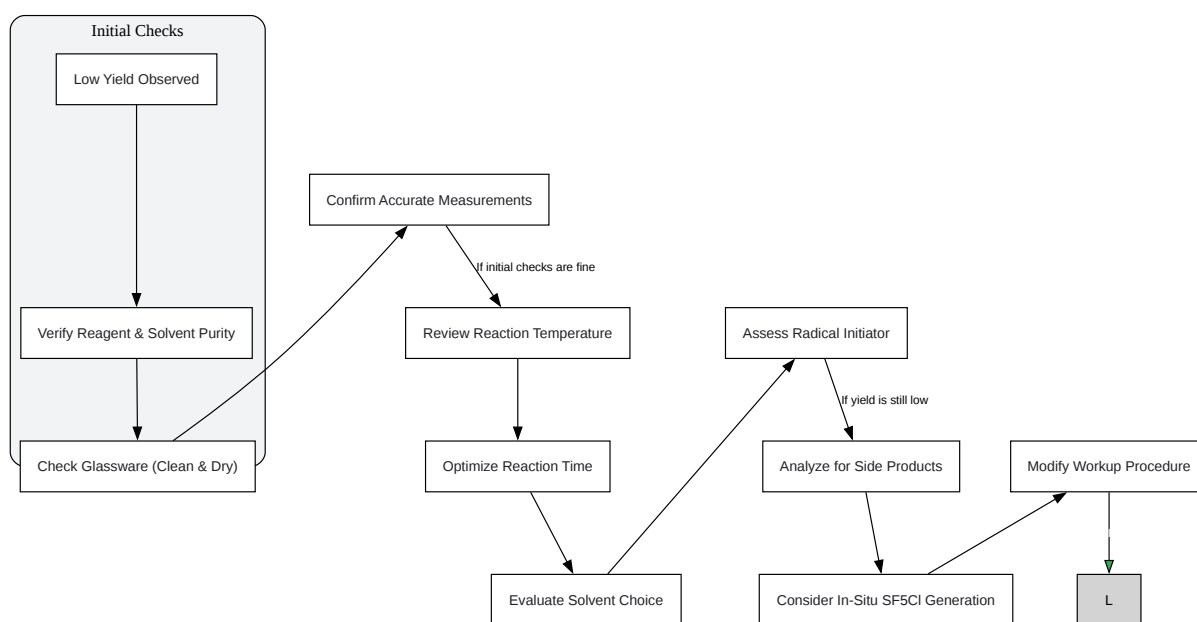 Initial Checks
Low Yield Observed
Verify Reagent & Solvent Purity
Check Glassware (Clean & Dry)
Confirm Accurate Measurements
If initial checks are fine
Review Reaction Temperature
Optimize Reaction Time
Evaluate Solvent Choice
Assess Radical Initiator
If yield is still low
Analyze for Side Products
Consider In-Situ SF5Cl Generation
Modify Workup Procedure
L